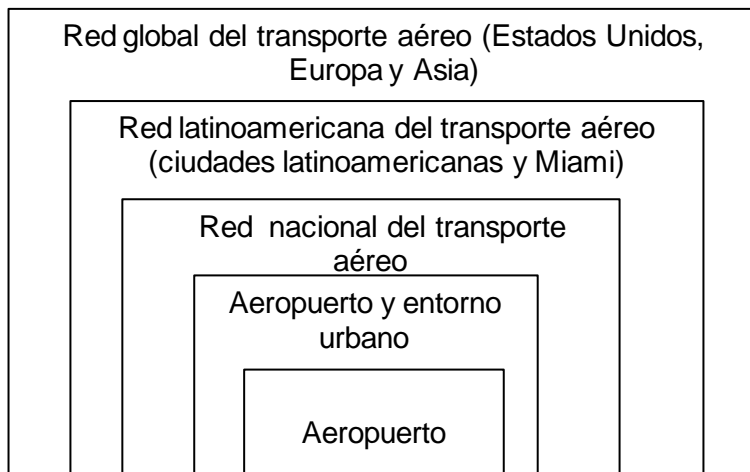 Red global del transporte aéreo (Estados Unidos,
Europa y Asia)
Red latinoamericana del transporte aéreo
(ciudades latinoamericanas y Miami)
Red nacional del transporte
aéreo
Aeropuerto y entorno
urbano
Aeropuerto